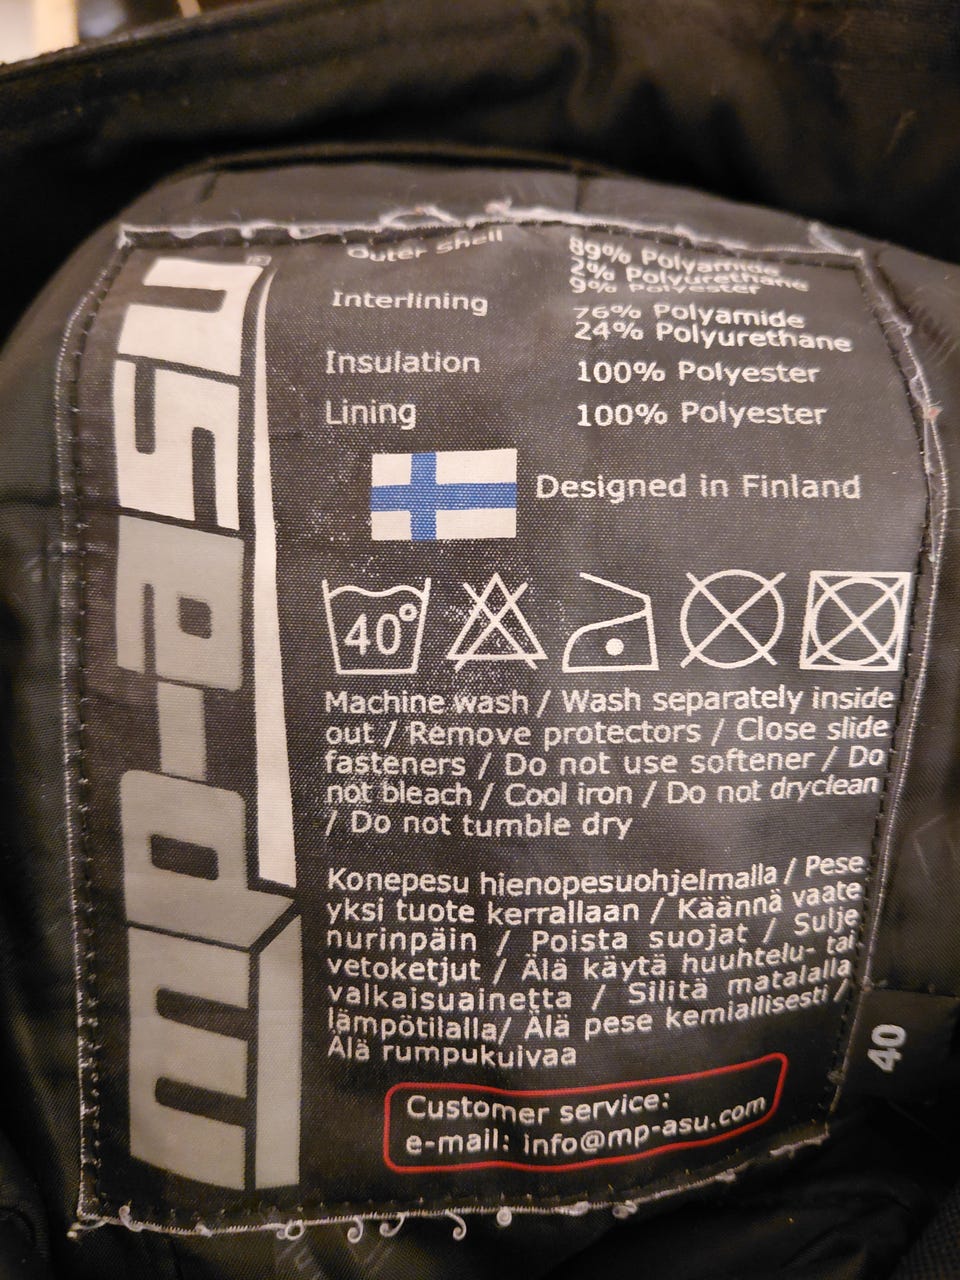 mp-asu
Outer Shell 89% Polyamide
2% Polyurethane
9% Polyester
Interlining 76% Polyamide
24% Polyurethane
Insulation 100% Polyester
Lining 100% Polyester
Designed in Finland
40°
Machine wash / Wash separately inside
out / Remove protectors / Close slide
fasteners / Do not use softener / Do
not bleach / Cool iron / Do not dryclean
/ Do not tumble dry
Konepesu hienopesuohjelmalla / Pese
yksi tuote kerrallaan / Käännä vaate
nurinpäin / Poista suojat / Sulje
vetoketjut / Älä käytä huuhtelu- tai
valkaisuainetta / Silitä matalalla
lämpötilalla/ Älä pese kemiallisesti /
Älä rumpukuivaa
Customer service:
e-mail: info@mp-asu.com
40